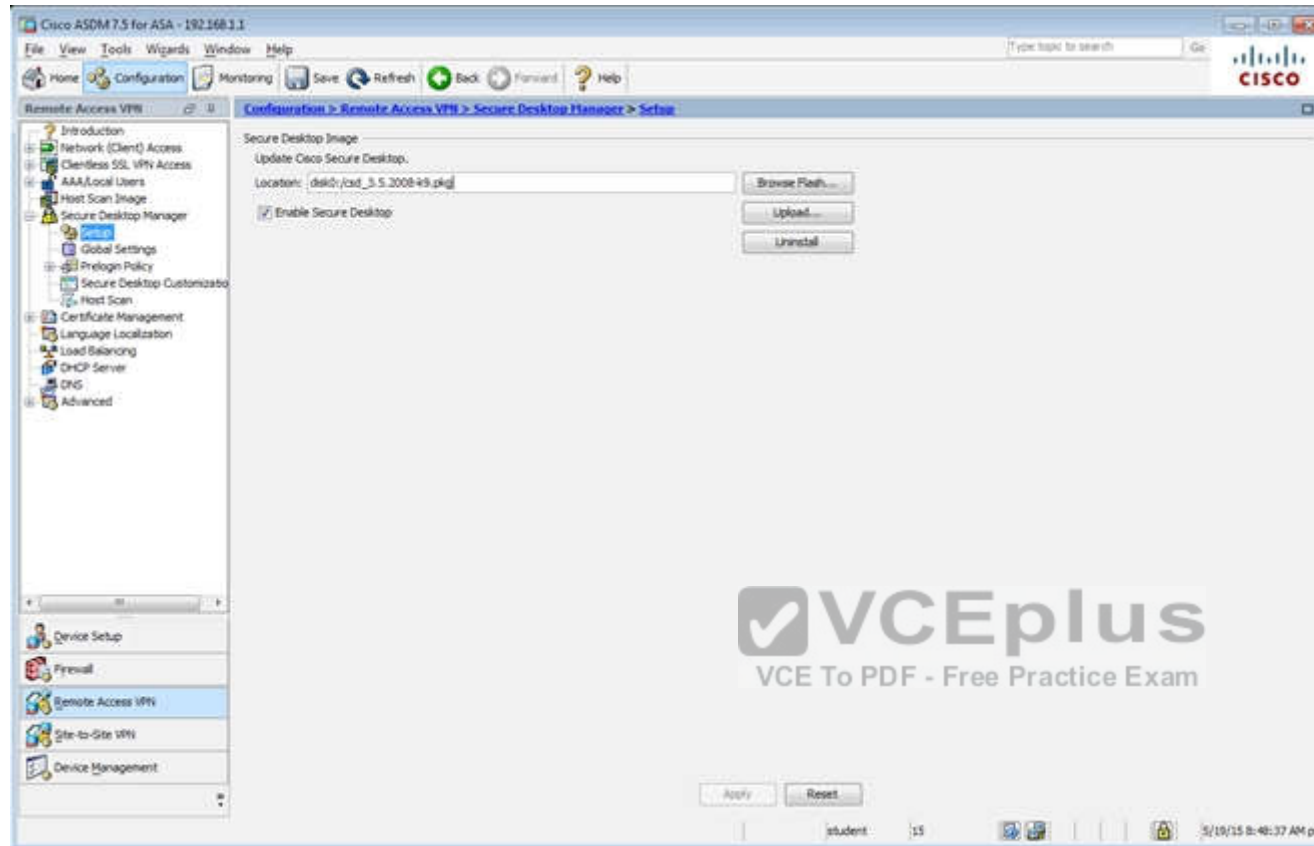 Cisco ASDM 7.5 for ASA - 192.168.1.1
File View Tools Wizards Window Help
Type topic to search Go
Home Configuration Monitoring Save Refresh Back Forward Help
CISCO
Remote Access VPN
Configuration > Remote Access VPN > Secure Desktop Manager > Setup
Introduction
Network (Client) Access
Clientless SSL VPN Access
AAA/Local Users
Host Scan Image
Secure Desktop Manager
Setup
Global Settings
Prelogin Policy
Secure Desktop Customizatio
Host Scan
Certificate Management
Language Localization
Load Balancing
DHCP Server
DNS
Advanced
Secure Desktop Image
Update Cisco Secure Desktop.
Location: disk0:/csd_3.5.2008-k9.pkg
Browse Flash...
Enable Secure Desktop
Upload...
Uninstall
Device Setup
Firewall
Remote Access VPN
Site-to-Site VPN
Device Management
VCEplus
VCE To PDF - Free Practice Exam
Apply Reset
student 15 5/19/15 8:48:37 AM p